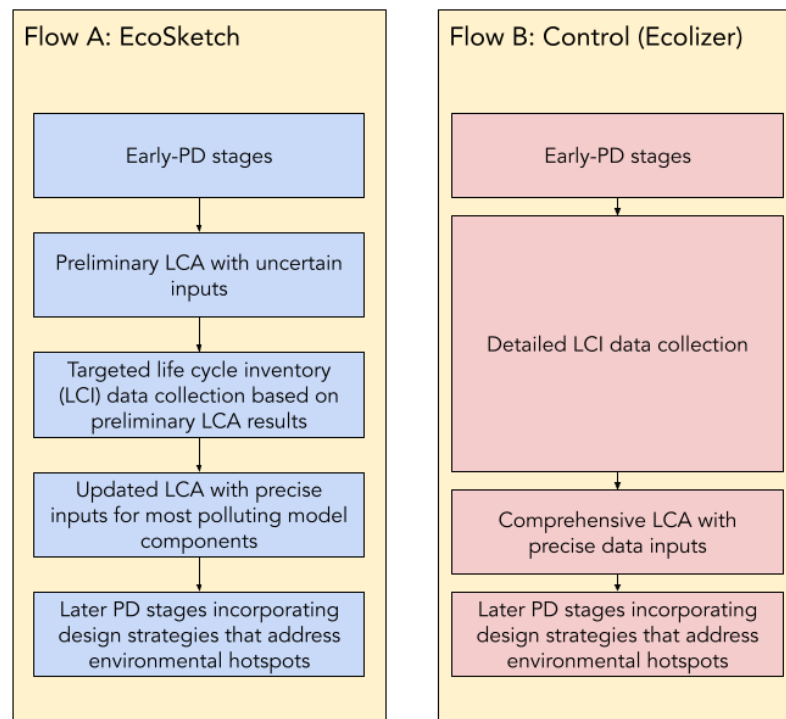 Flow A: EcoSketch
Early-PD stages
Preliminary LCA with uncertain
inputs
Targeted life cycle inventory
(LCI) data collection based on
preliminary LCA results
Updated LCA with precise
inputs for most polluting model
components
Later PD stages incorporating
design strategies that address
environmental hotspots
Flow B: Control (Ecolizer)
Early-PD stages
Detailed LCI data collection
Comprehensive LCA with
precise data inputs
Later PD stages incorporating
design strategies that address
environmental hotspots